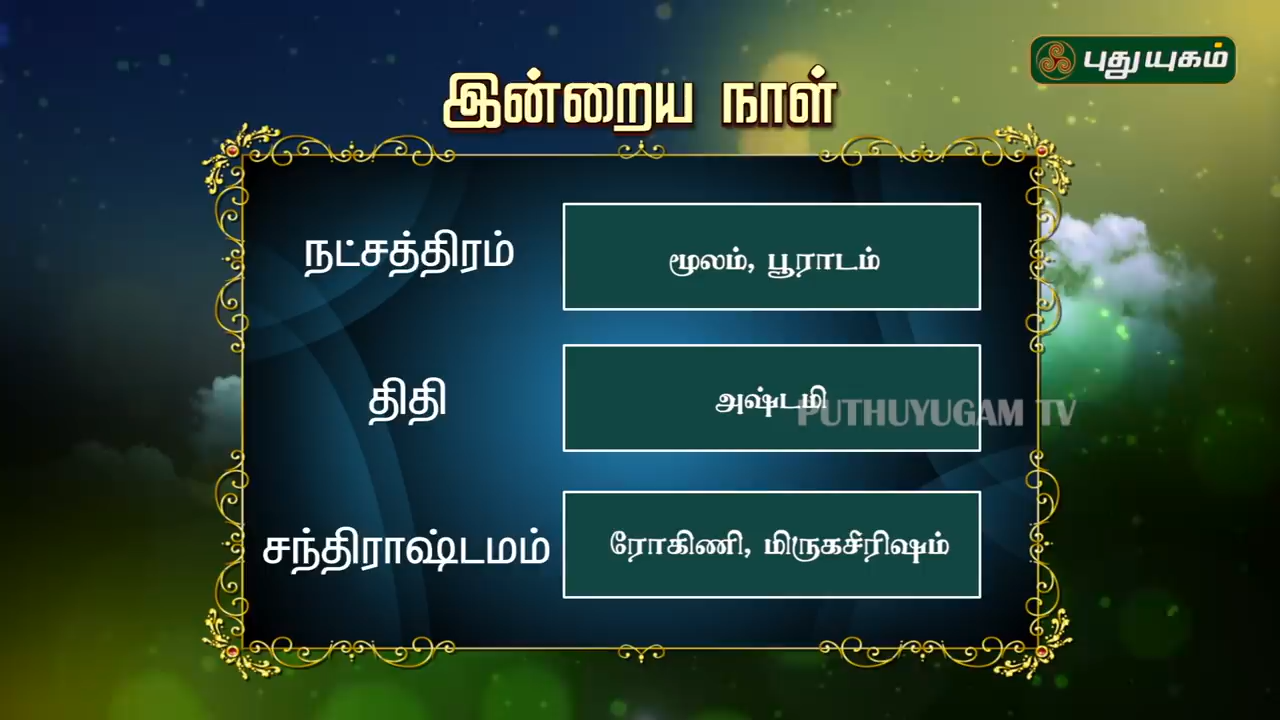 புதுயுகம்
இன்றைய நாள்
நட்சத்திரம்
மூலம், பூராடம்
திதி
அஷ்டமி
PUTHUYUGAM TV
சந்திராஷ்டமம்
ரோகிணி, மிருகசீரிஷம்